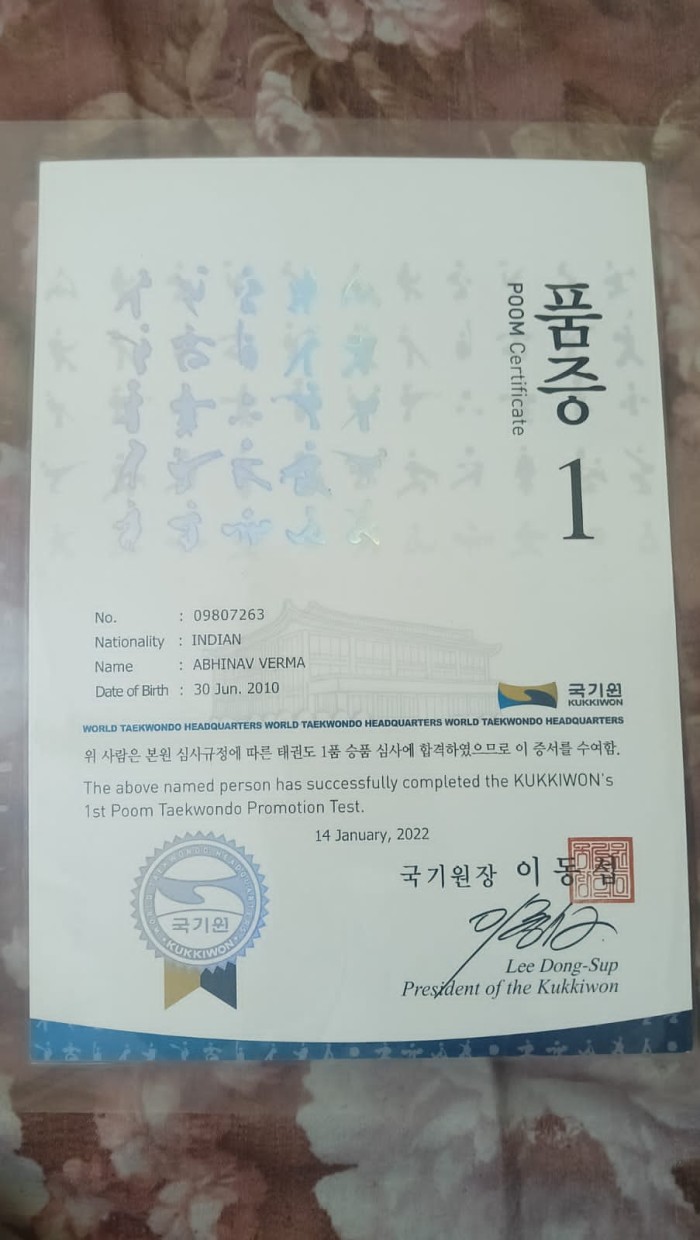 품증 1
POOM Certificate
No. : 09807263
Nationality : INDIAN
Name : ABHINAV VERMA
Date of Birth : 30 Jun. 2010
국기원
KUKKIWON
WORLD TAEKWONDO HEADQUARTERS WORLD TAEKWONDO HEADQUARTERS WORLD TAEKWONDO HEADQUARTERS
위 사람은 본원 심사규정에 따른 태권도 1품 승품 심사에 합격하였으므로 이 증서를 수여함.
The above named person has successfully completed the KUKKIWON's
1st Poom Taekwondo Promotion Test.
14 January, 2022
국기원장 이동섭
국기원
KUKKIWON
Lee Dong-Sup
President of the Kukkiwon